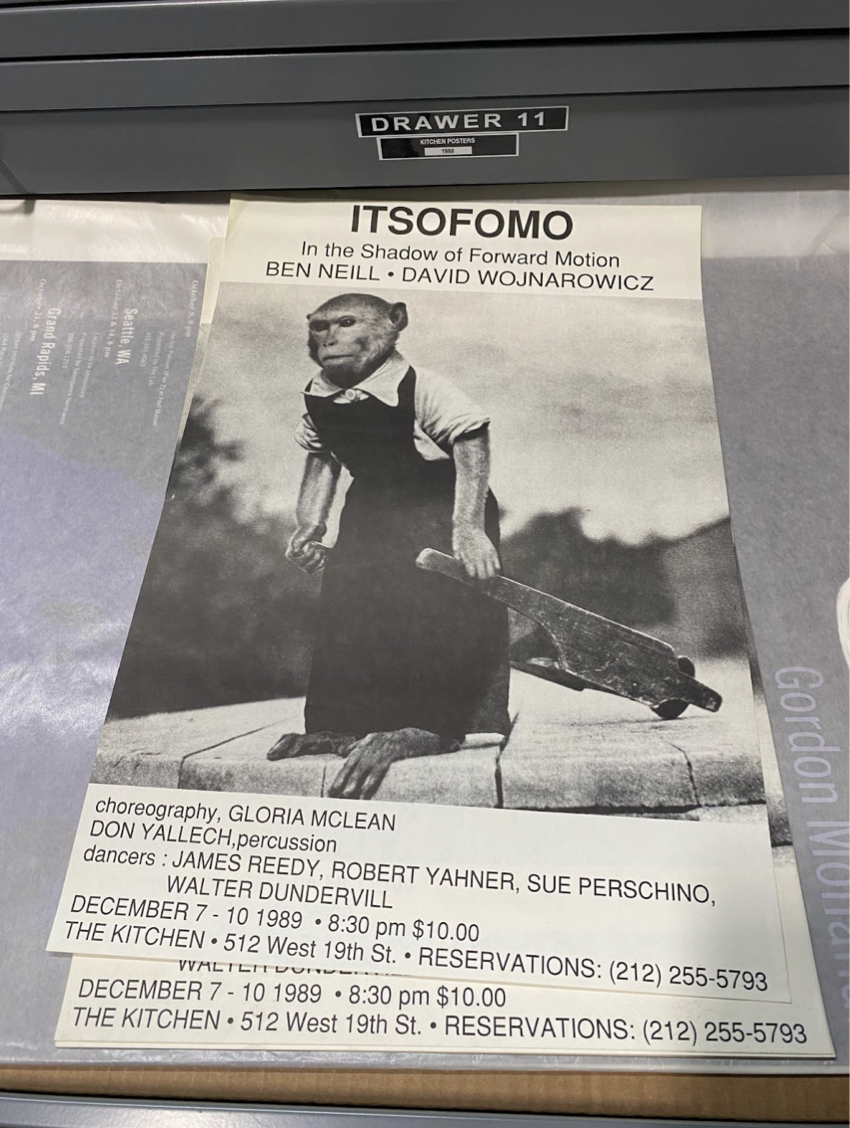 DRAWER 11
KITCHEN POSTERS
1988
ITSOFOMO
In the Shadow of Forward Motion
BEN NEILL • DAVID WOJNAROWICZ
Seattle, WA
Grand Rapids, MI
Gordon
choreography, GLORIA MCLEAN
DON YALLECH,percussion
dancers : JAMES REEDY, ROBERT YAHNER, SUE PERSCHINO,
WALTER DUNDERVILL
DECEMBER 7 - 10 1989 • 8:30 pm $10.00
THE KITCHEN • 512 West 19th St. • RESERVATIONS: (212) 255-5793
DECEMBER 7 - 10 1989 • 8:30 pm $10.00
THE KITCHEN • 512 West 19th St. • RESERVATIONS: (212) 255-5793